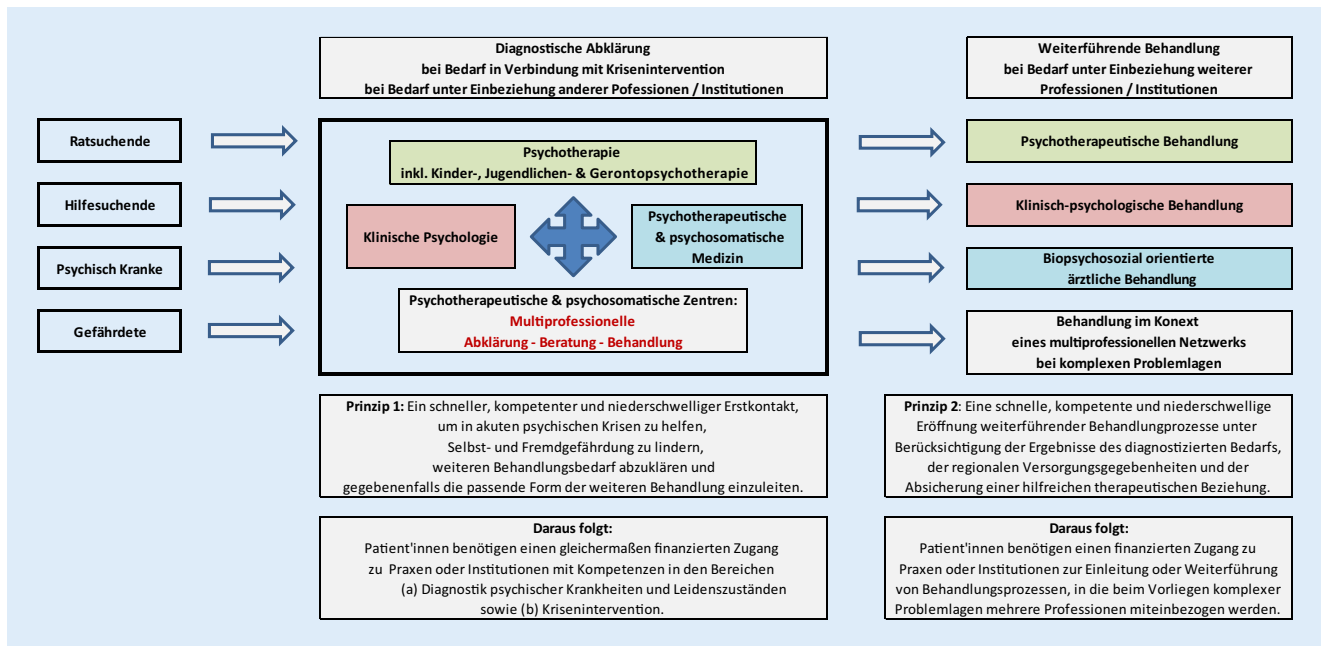 Diagnostische Abklärung
bei Bedarf in Verbindung mit Krisenintervention
bei Bedarf unter Einbeziehung anderer Pofessionen / Institutionen
Weiterführende Behandlung
bei Bedarf unter Einbeziehung weiterer
Professionen / Institutionen
Ratsuchende
Hilfesuchende
Psychisch Kranke
Gefährdete
Psychotherapie
inkl. Kinder-, Jugendlichen- & Gerontopsychotherapie
Klinische Psychologie
Psychotherapeutische
& psychosomatische
Medizin
Psychotherapeutische & psychosomatische Zentren:
Multiprofessionelle
Abklärung - Beratung - Behandlung
Psychotherapeutische Behandlung
Klinisch-psychologische Behandlung
Biopsychosozial orientierte
ärztliche Behandlung
Behandlung im Konext
eines multiprofessionellen Netzwerks
bei komplexen Problemlagen
Prinzip 1: Ein schneller, kompetenter und niederschwelliger Erstkontakt,
um in akuten psychischen Krisen zu helfen,
Selbst- und Fremdgefährdung zu lindern,
weiteren Behandlungsbedarf abzuklären und
gegebenenfalls die passende Form der weiteren Behandlung einzuleiten.
Prinzip 2: Eine schnelle, kompetente und niederschwellige
Eröffnung weiterführender Behandlungprozesse unter
Berücksichtigung der Ergebnisse des diagnostizierten Bedarfs,
der regionalen Versorgungsgegebenheiten und der
Absicherung einer hilfreichen therapeutischen Beziehung.
Daraus folgt:
Patient'innen benötigen einen gleichermaßen finanzierten Zugang
zu Praxen oder Institutionen mit Kompetenzen in den Bereichen
(a) Diagnostik psychischer Krankheiten und Leidenszuständen
sowie (b) Krisenintervention.
Daraus folgt:
Patient'innen benötigen einen finanzierten Zugang zu
Praxen oder Institutionen zur Einleitung oder Weiterführung
von Behandlungsprozessen, in die beim Vorliegen komplexer
Problemlagen mehrere Professionen miteinbezogen werden.